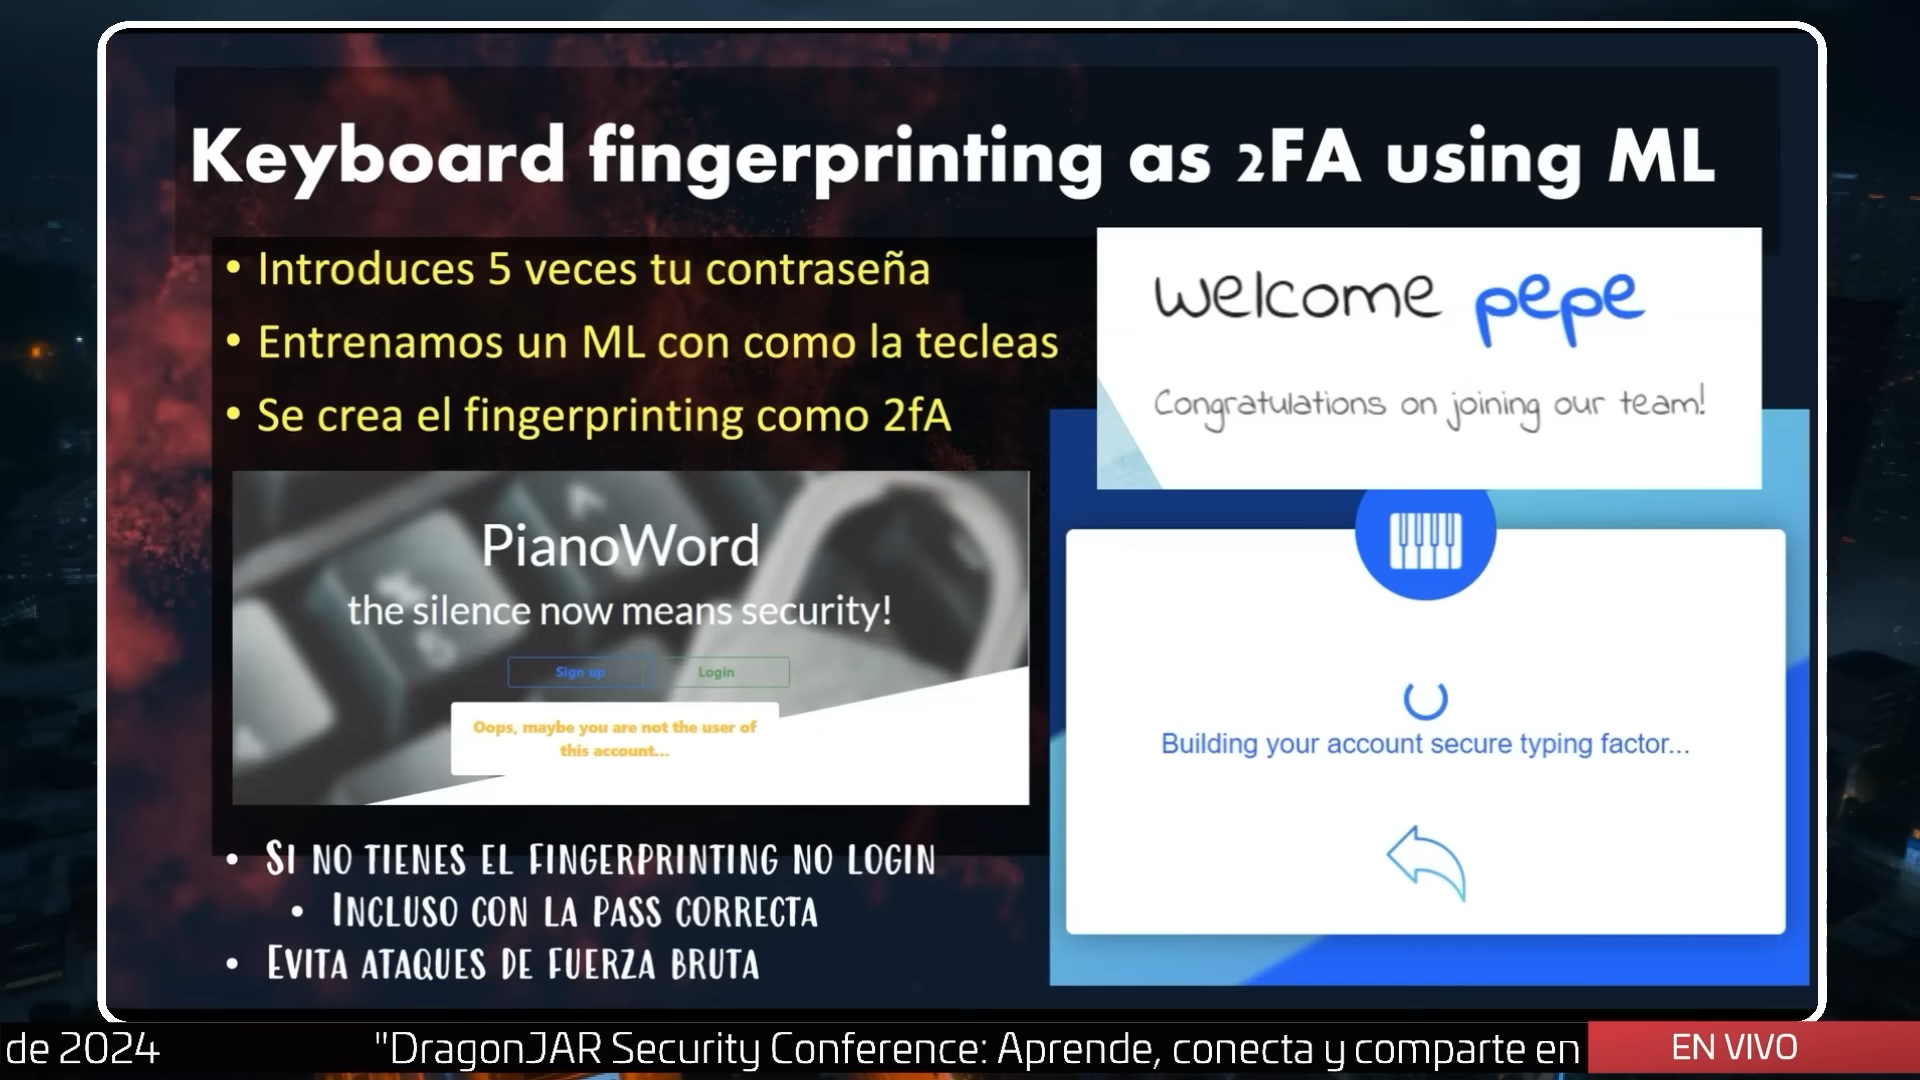 Keyboard fingerprinting as 2FA using ML
• Introduces 5 veces tu contraseña
• Entrenamos un ML con como la tecleas
• Se crea el fingerprinting como 2fA
welcome pepe
Congratulations on joining our team!
PianoWord
the silence now means security!
Sign up
Login
Oops, maybe you are not the user of
this account...
Building your account secure typing factor...
• Si no tienes el fingerprinting no login
• Incluso con la pass correcta
• Evita ataques de fuerza bruta
de 2024 "DragonJAR Security Conference: Aprende, conecta y comparte en
EN VIVO